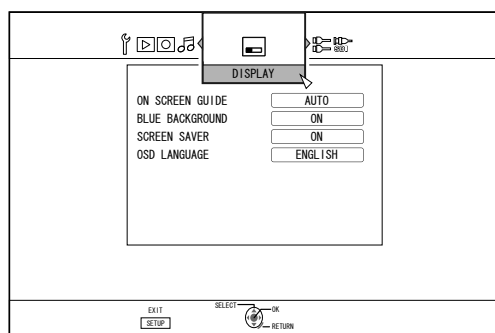 DISPLAY
ON SCREEN GUIDE AUTO
BLUE BACKGROUND ON
SCREEN SAVER ON
OSD LANGUAGE ENGLISH
EXIT
SETUP
SELECT
OK
RETURN